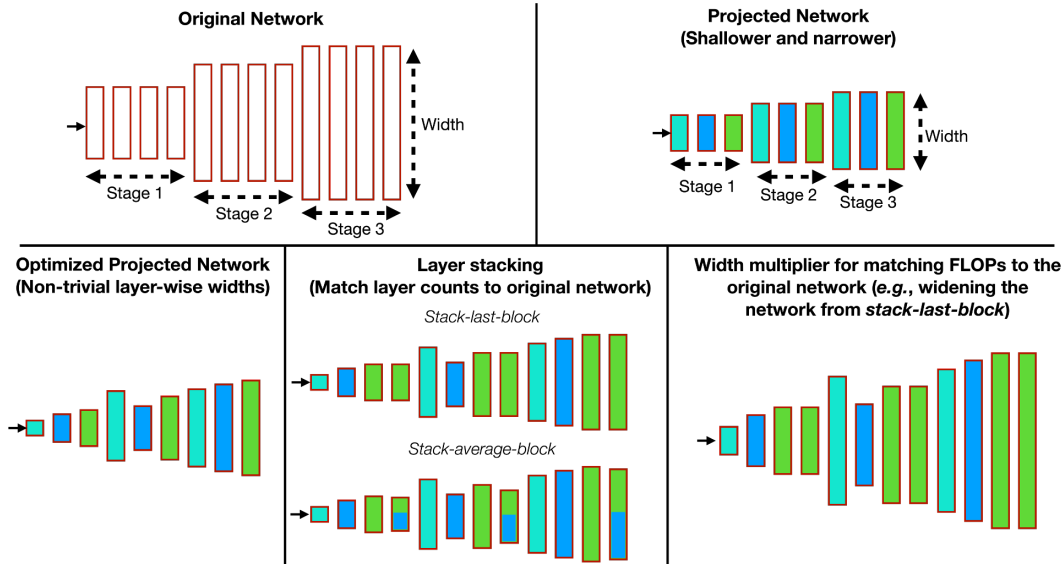 Original Network
Width
Stage 1
Stage 2
Stage 3
Projected Network
(Shallower and narrower)
Width
Stage 1
Stage 2
Stage 3
Optimized Projected Network
(Non-trivial layer-wise widths)
Layer stacking
(Match layer counts to original network)
Stack-last-block
Stack-average-block
Width multiplier for matching FLOPs to the
original network (e.g., widening the
network from stack-last-block)